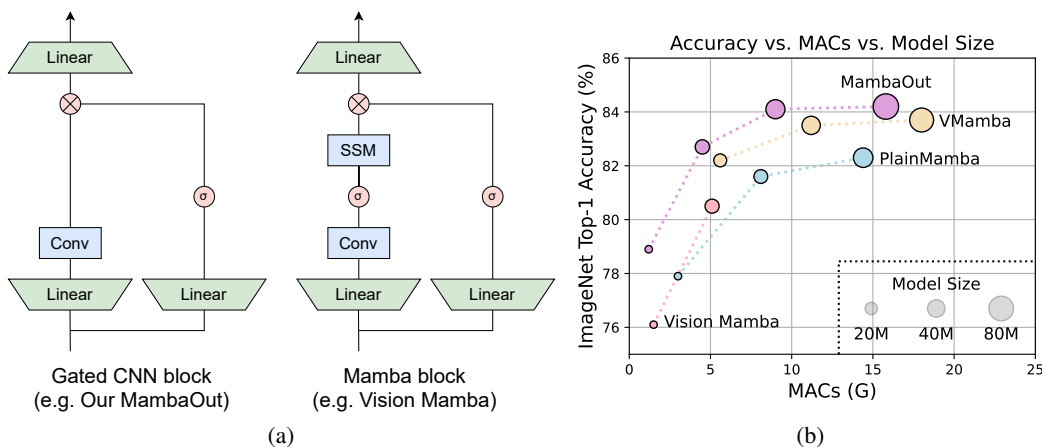 Linear
σ
Conv
Linear
Linear
Gated CNN block
(e.g. Our MambaOut)
Linear
SSM
σ
σ
Conv
Linear
Linear
Mamba block
(e.g. Vision Mamba)
(a)
Accuracy vs. MACs vs. Model Size
ImageNet Top-1 Accuracy (%)
86
84
82
80
78
76
MambaOut
VMamba
PlainMamba
Vision Mamba
Model Size
20M 40M 80M
0 5 10 15 20 25
MACs (G)
(b)